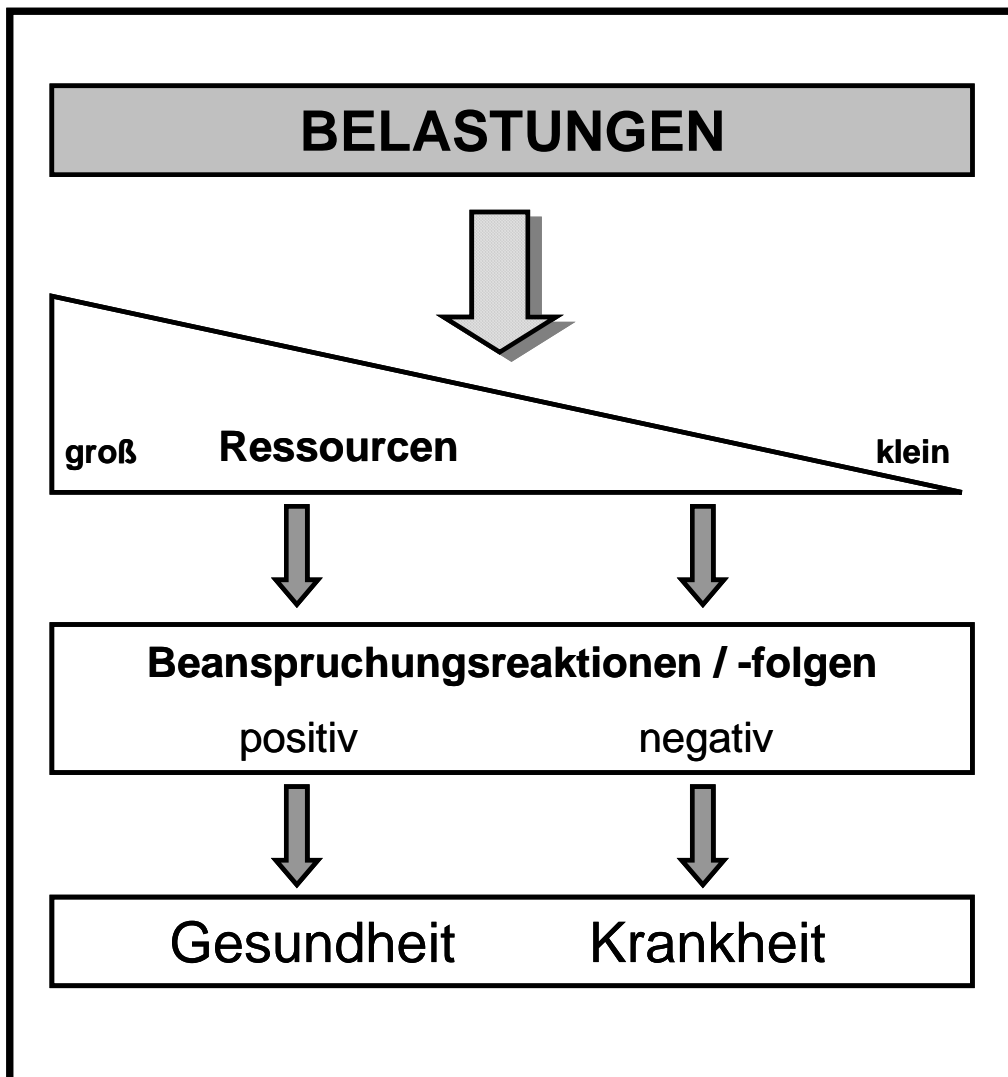 BELASTUNGEN
groß Ressourcen klein
Beanspruchungsreaktionen / -folgen
positiv negativ
Gesundheit Krankheit